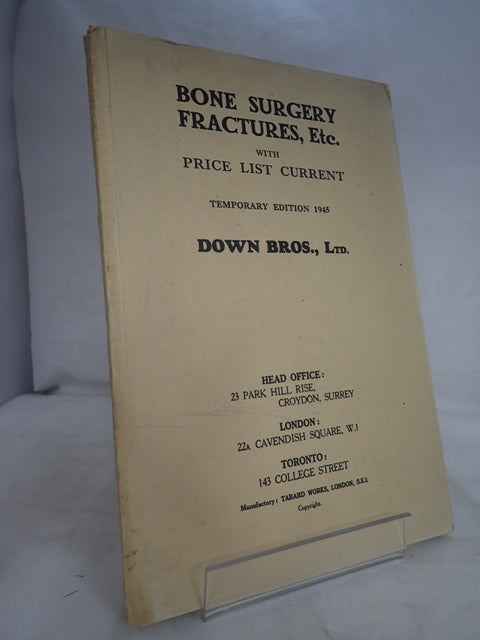 BONE SURGERY
FRACTURES, Etc.
WITH
PRICE LIST CURRENT
TEMPORARY EDITION 1945
DOWN BROS., LTD.
HEAD OFFICE:
23 PARK HILL RISE,
CROYDON, SURREY
LONDON:
22A CAVENDISH SQUARE, W.1
TORONTO:
143 COLLEGE STREET
Manufactory: TABARD WORKS, LONDON, S.E.1
Copyright.